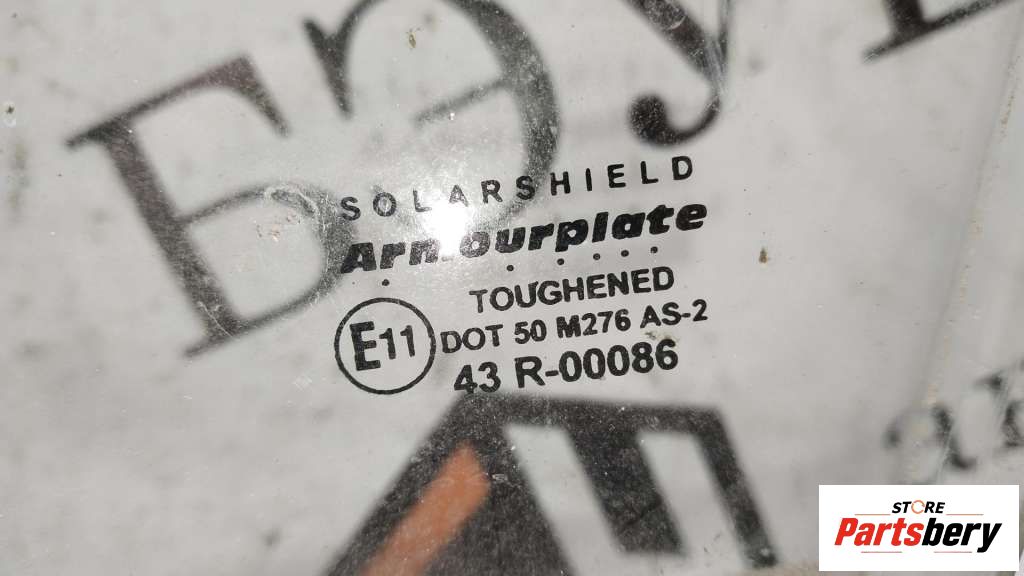 SOLARSHIELD
Armourplate
TOUGHENED
E11
DOT 50 M276 AS-2
43 R-00086
STORE
Partsbery